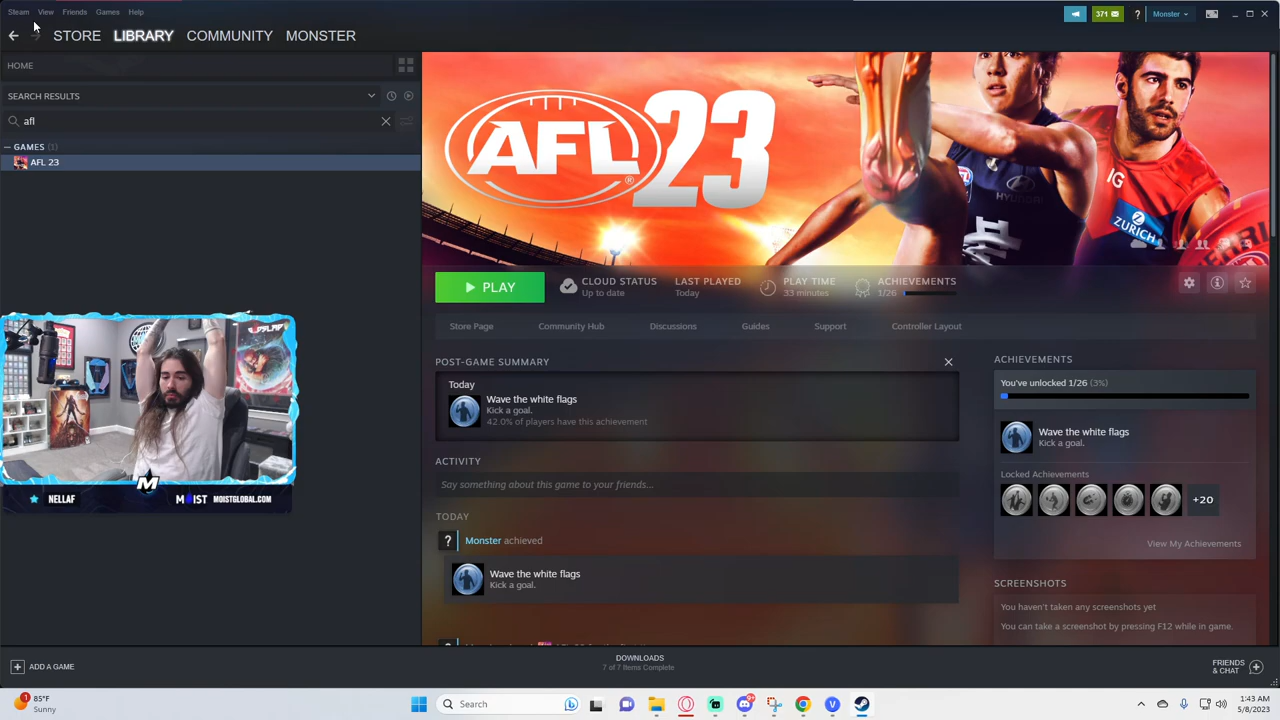 Steam View Friends Games Help
371 ? Monster
STORE LIBRARY COMMUNITY MONSTER
HOME
SEARCH RESULTS
afl
GAMES
AFL 23
AFL 23
HYUNDAI
IG
ZURICH
PLAY
CLOUD STATUS
Up to date
LAST PLAYED
Today
PLAY TIME
33 minutes
ACHIEVEMENTS
1/26
Store Page Community Hub Discussions Guides Support Controller Layout
POST-GAME SUMMARY
Today
Wave the white flags
Kick a goal.
42.0% of players have this achievement
ACTIVITY
Say something about this game to your friends...
TODAY
? Monster achieved
Wave the white flags
Kick a goal.
ACHIEVEMENTS
You've unlocked 1/26 (3%)
Wave the white flags
Kick a goal.
Locked Achievements
+20
View My Achievements
SCREENSHOTS
You haven't taken any screenshots yet
You can take a screenshot by pressing F12 while in game.
NELLAF M IST MOISTGLOBAL.COM
ADD A GAME
DOWNLOADS
7 of 7 Items Complete
FRIENDS
& CHAT
1
85°F
Sunny
Search
9+
1:43 AM
5/8/2023